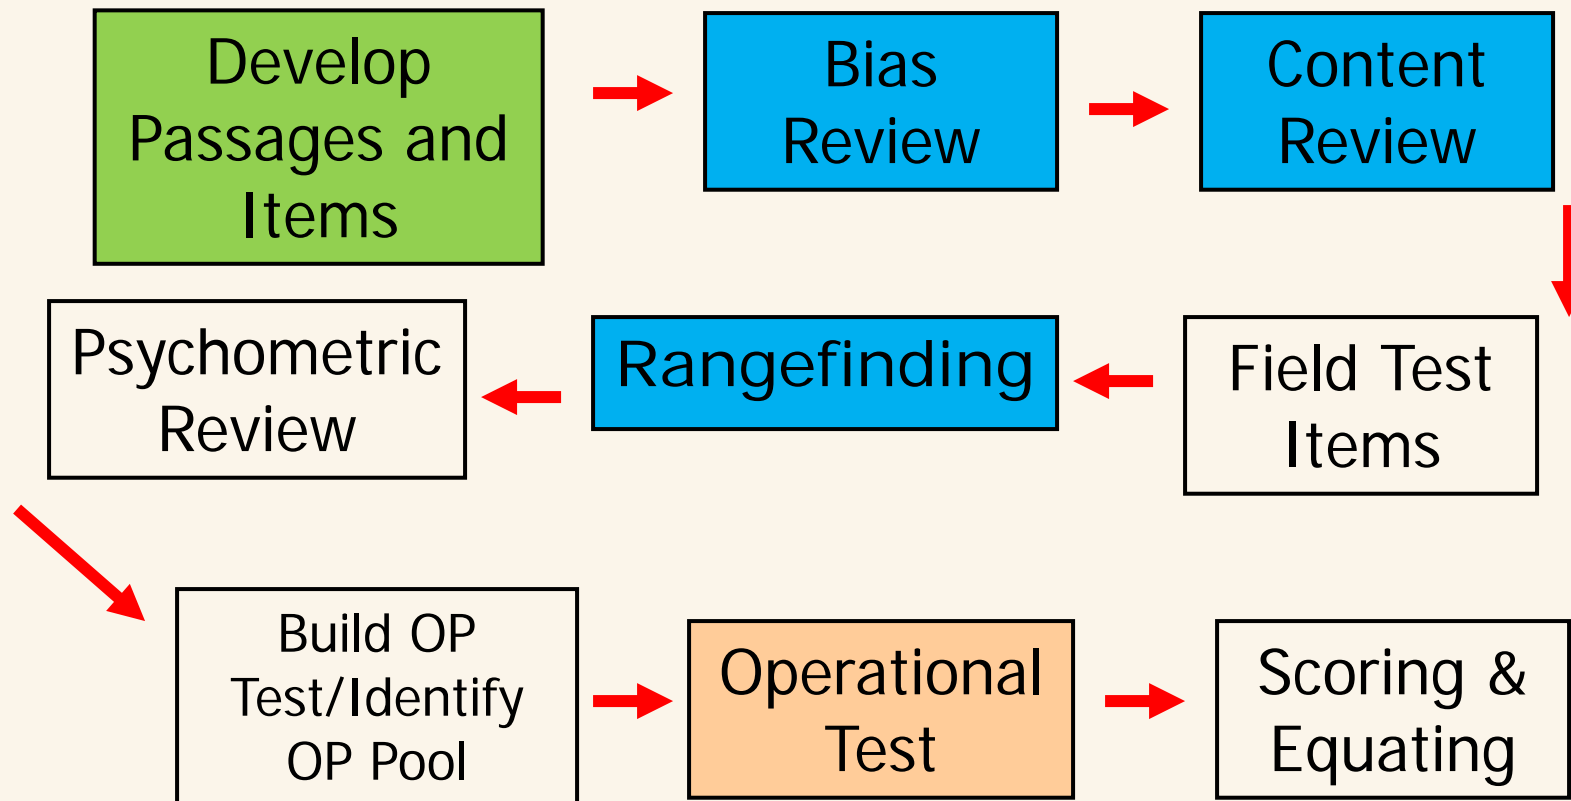 Develop
Passages and
Items
Bias
Review
Content
Review
Psychometric
Review
Rangefinding
Field Test
Items
Build OP
Test/Identify
OP Pool
Operational
Test
Scoring &
Equating